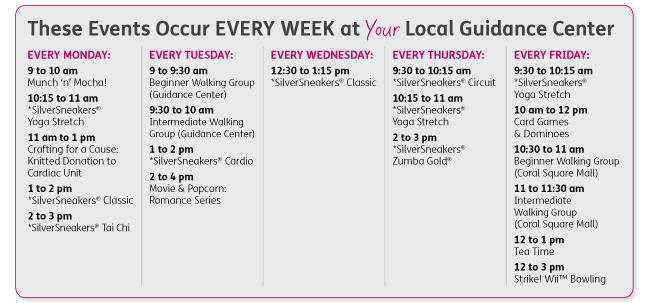 These Events Occur EVERY WEEK at Your Local Guidance Center
EVERY MONDAY:
9 to 10 am
Munch ‘n’ Mocha!
10:15 to 11 am
*SilverSneakers®
Yoga Stretch
11 am to 1 pm
Crafting for a Cause:
Knitted Donation to
Cardiac Unit
1 to 2 pm
*SilverSneakers® Classic
2 to 3 pm
*SilverSneakers® Tai Chi
EVERY TUESDAY:
9 to 9:30 am
Beginner Walking Group
(Guidance Center)
9:30 to 10 am
Intermediate Walking
Group (Guidance Center)
1 to 2 pm
*SilverSneakers® Cardio
2 to 4 pm
Movie & Popcorn:
Romance Series
EVERY WEDNESDAY:
12:30 to 1:15 pm
*SilverSneakers® Classic
EVERY THURSDAY:
9:30 to 10:15 am
*SilverSneakers® Circuit
10:15 to 11 am
*SilverSneakers®
Yoga Stretch
2 to 3 pm
*SilverSneakers®
Zumba Gold®
EVERY FRIDAY:
9:30 to 10:15 am
*SilverSneakers®
Yoga Stretch
10 am to 12 pm
Card Games
& Dominoes
10:30 to 11 am
Beginner Walking Group
(Coral Square Mall)
11 to 11:30 am
Intermediate
Walking Group
(Coral Square Mall)
12 to 1 pm
Tea Time
12 to 3 pm
Strike! Wii™ Bowling